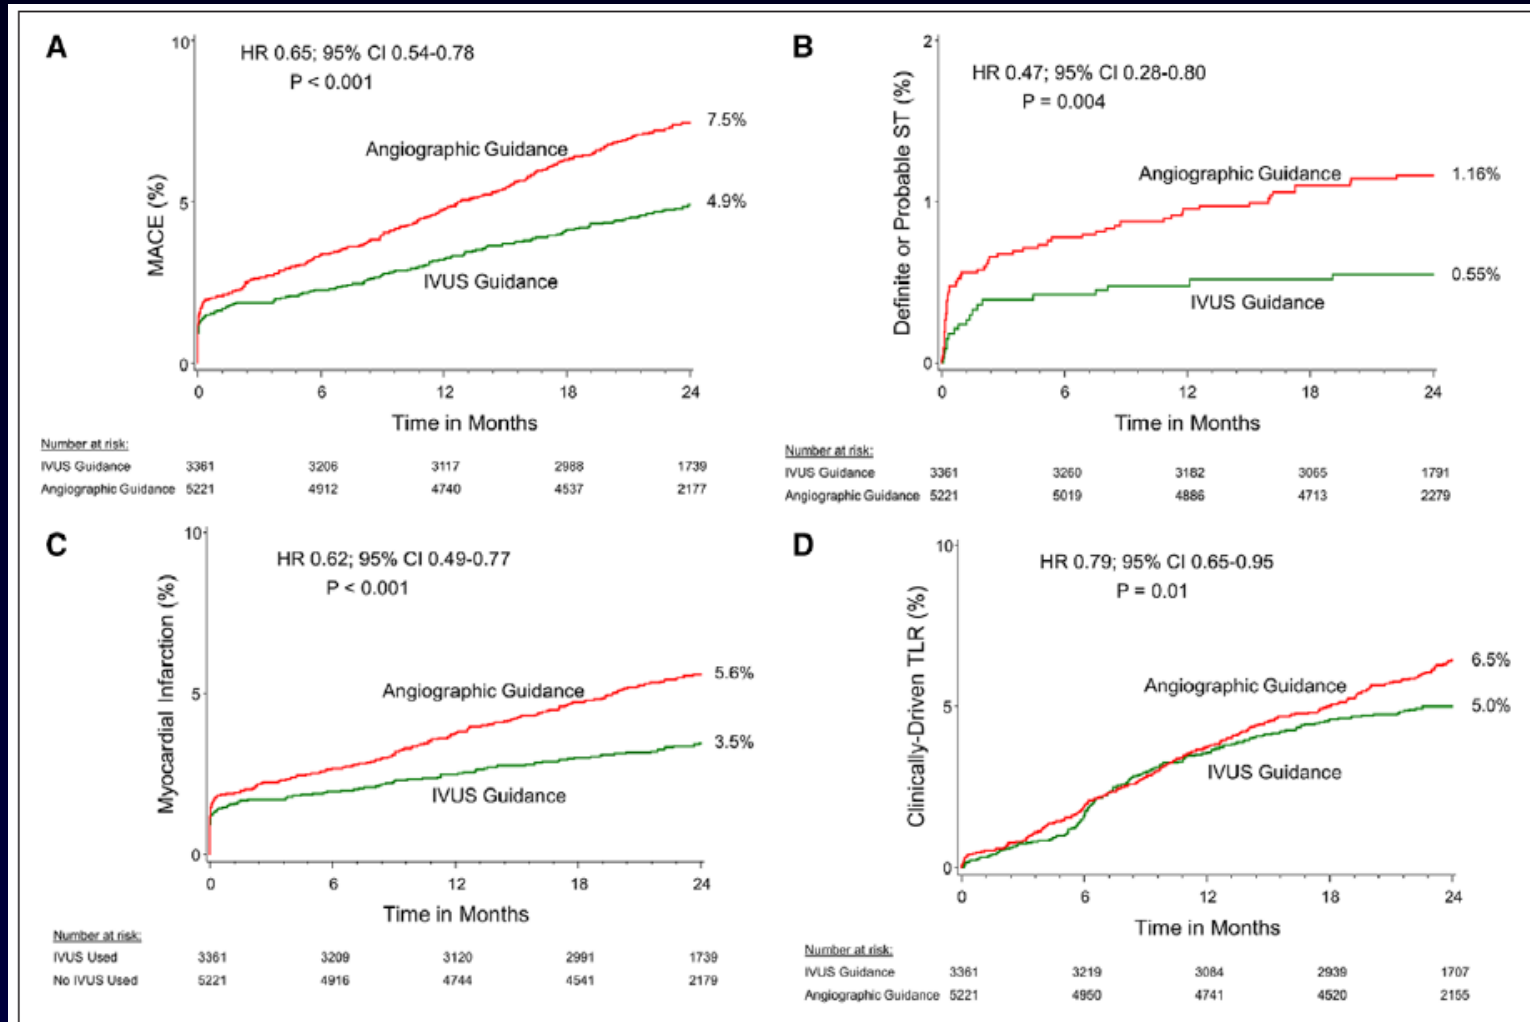 A
HR 0.65; 95% CI 0.54-0.78
P < 0.001
MACE (%)
10
5
0
Angiographic Guidance
7.5%
4.9%
IVUS Guidance
0 6 12 18 24
Time in Months
Number at risk:
IVUS Guidance 3361 3206 3117 2988 1739
Angiographic Guidance 5221 4912 4740 4537 2177
B
HR 0.47; 95% CI 0.28-0.80
P = 0.004
Definite or Probable ST (%)
2
1
0
Angiographic Guidance
1.16%
0.55%
IVUS Guidance
0 6 12 18 24
Time in Months
Number at risk:
IVUS Guidance 3361 3260 3182 3065 1791
Angiographic Guidance 5221 5019 4886 4713 2279
C
HR 0.62; 95% CI 0.49-0.77
P < 0.001
Myocardial Infarction (%)
10
5
0
Angiographic Guidance
5.6%
3.5%
IVUS Guidance
0 6 12 18 24
Time in Months
Number at risk:
IVUS Used 3361 3209 3120 2991 1739
No IVUS Used 5221 4916 4744 4541 2179
D
HR 0.79; 95% CI 0.65-0.95
P = 0.01
Clinically-Driven TLR (%)
10
5
0
Angiographic Guidance
6.5%
5.0%
IVUS Guidance
0 6 12 18 24
Time in Months
Number at risk:
IVUS Guidance 3361 3219 3084 2939 1707
Angiographic Guidance 5221 4950 4741 4520 2155